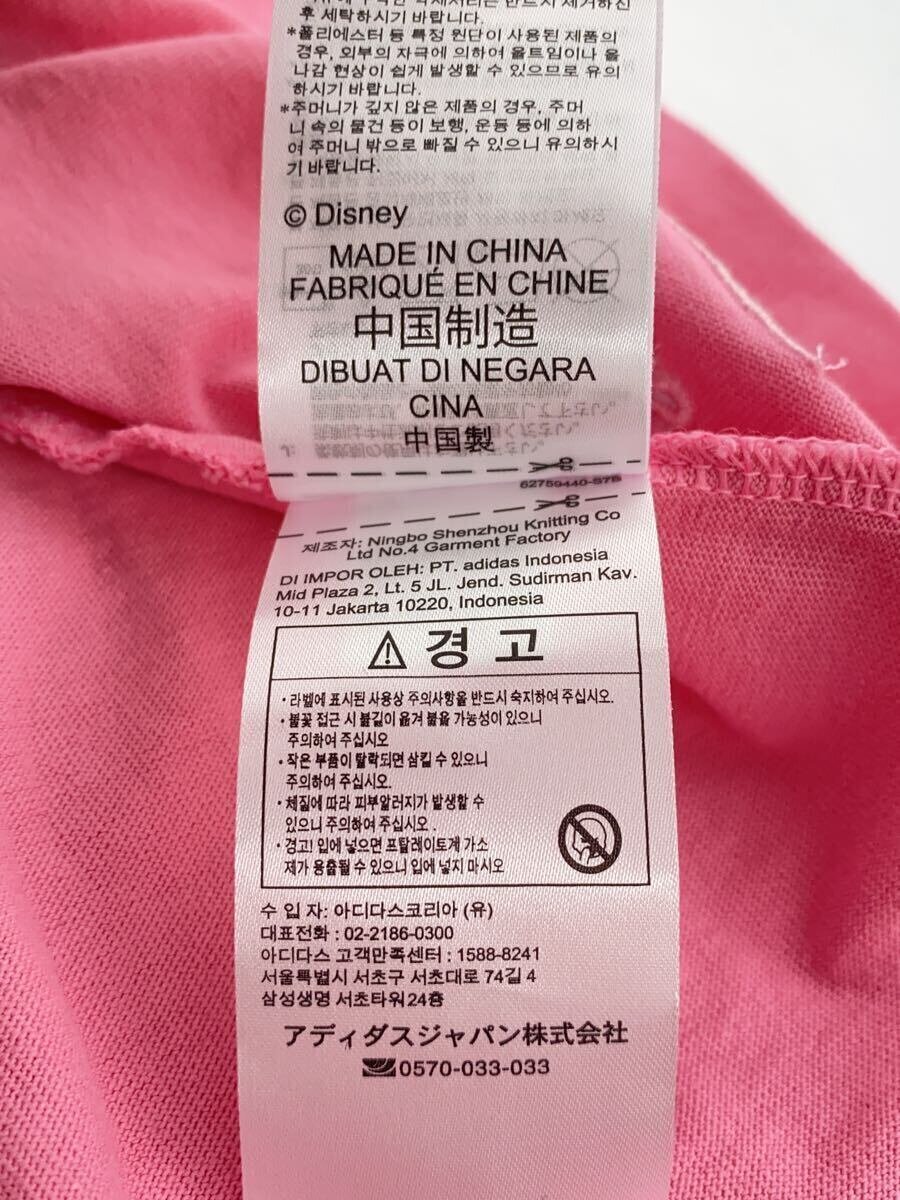 후 세탁하시기 바랍니다.
*폴리에스터 등 특정 원단이 사용된 제품의
경우, 외부의 자극에 의하여 올트임이나 올
나감 현상이 쉽게 발생할 수 있으므로 유의
하시기 바랍니다.
*주머니가 깊지 않은 제품의 경우, 주머
니 속의 물건 등이 보행, 운동 등에 의하
여 주머니 밖으로 빠질 수 있으니 유의하시
기 바랍니다.
© Disney
MADE IN CHINA
FABRIQUÉ EN CHINE
中国制造
DIBUAT DI NEGARA
CINA
中国製
62759440-S7B
제조자: Ningbo Shenzhou Knitting Co
Ltd No.4 Garment Factory
DI IMPOR OLEH: PT. adidas Indonesia
Mid Plaza 2, Lt. 5 JL. Jend. Sudirman Kav.
10-11 Jakarta 10220, Indonesia
⚠ 경 고
· 라벨에 표시된 사용상 주의사항을 반드시 숙지하여 주십시오.
· 불꽃 접근 시 불길이 옮겨 붙을 가능성이 있으니
주의하여 주십시오
· 작은 부품이 탈락되면 삼킬 수 있으니
주의하여 주십시오.
· 체질에 따라 피부알러지가 발생할 수
있으니 주의하여 주십시오 .
· 경고! 입에 넣으면 프탈레이트계 가소
제가 용출될 수 있으니 입에 넣지 마시오
수 입 자: 아디다스코리아 (유)
대표전화 : 02-2186-0300
아디다스 고객만족센터 : 1588-8241
서울특별시 서초구 서초대로 74길 4
삼성생명 서초타워24층
アディダスジャパン株式会社
0570-033-033